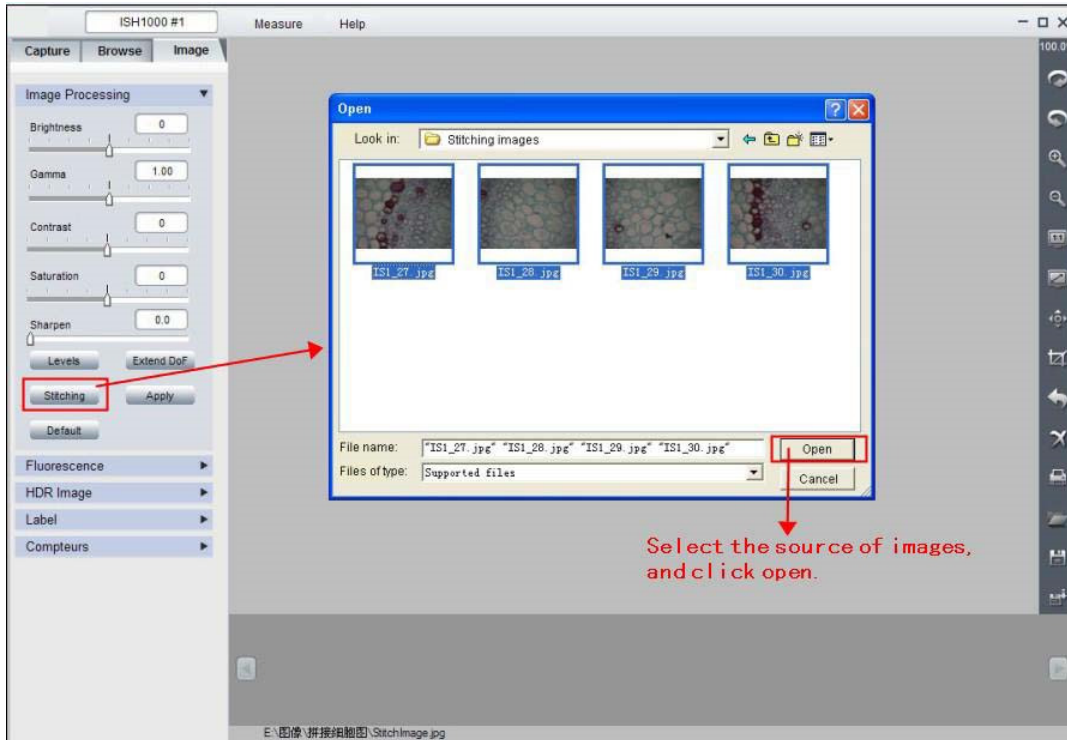 ISH1000 #1 Measure Help
Capture Browse Image
100.0%
Image Processing
Brightness 0
Gamma 1.00
Contrast 0
Saturation 0
Sharpen 0.0
Levels Extend DoF
Stitching Apply
Default
Fluorescence
HDR Image
Label
Compteurs
Open
Look in: Stitching images
IS1_27.jpg IS1_28.jpg IS1_29.jpg IS1_30.jpg
File name: "IS1_27.jpg" "IS1_28.jpg" "IS1_29.jpg" "IS1_30.jpg" Open
Files of type: Supported files Cancel
Select the source of images,
and click open.
1:1
E:\图像\拼接细胞图\StitchImage.jpg